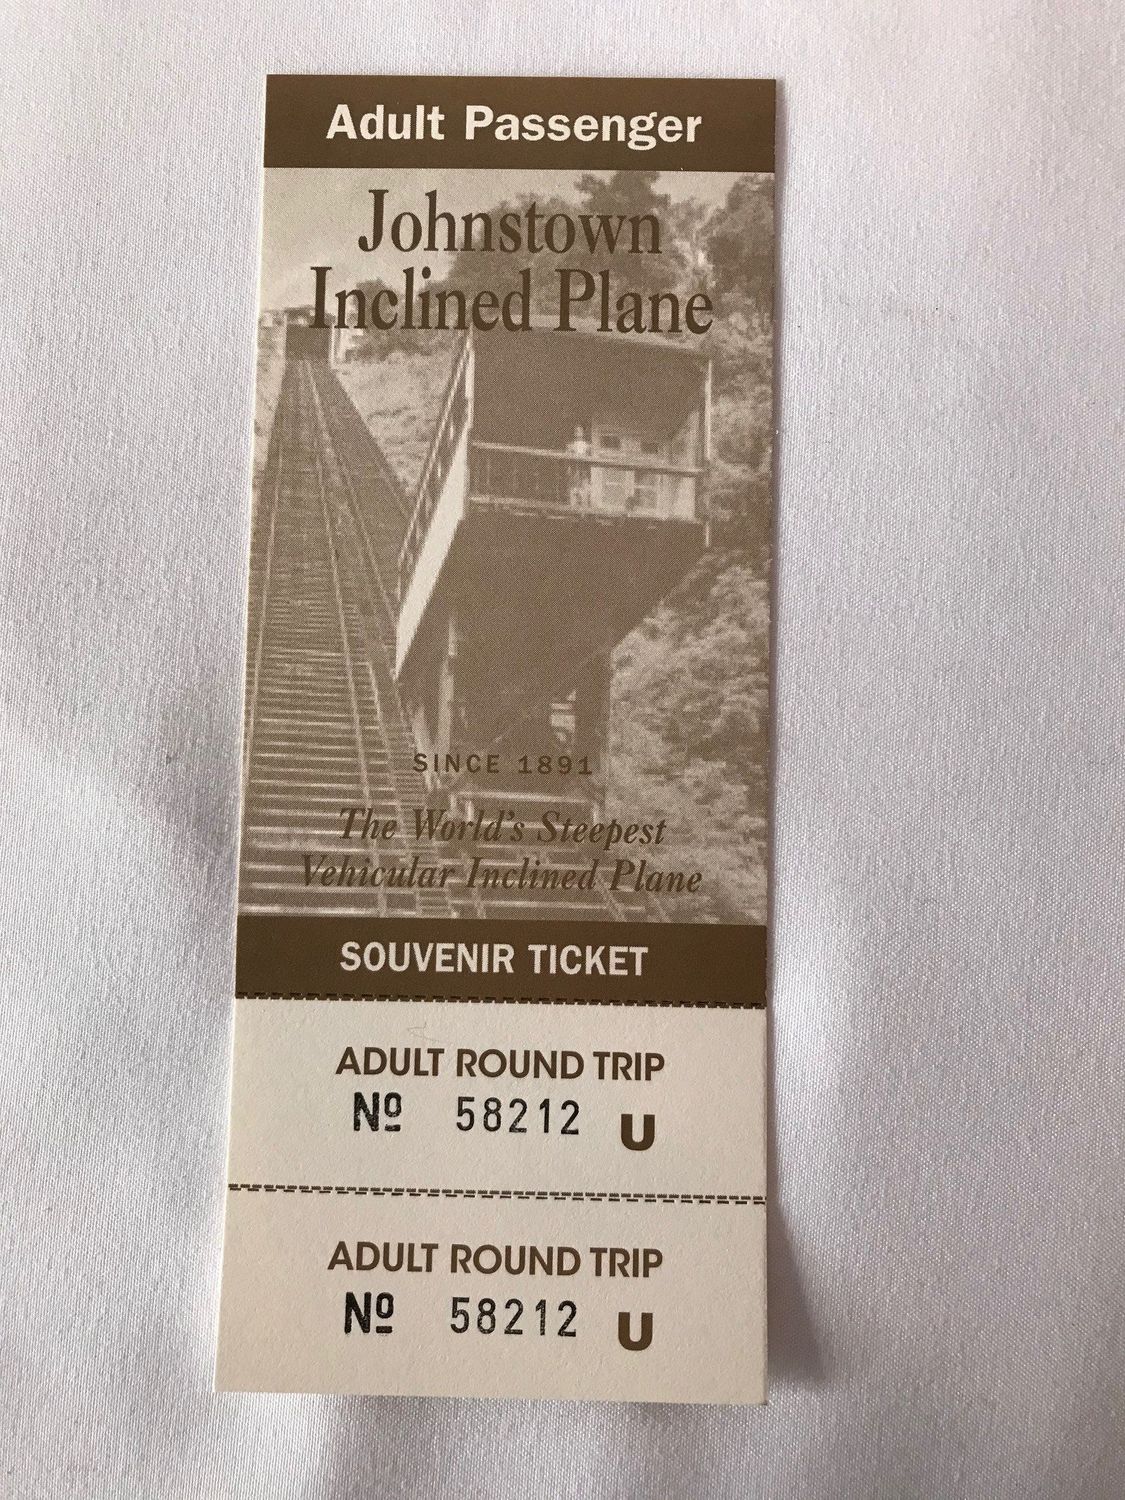 Adult Passenger
Johnstown
Inclined Plane
SINCE 1891
The World's Steepest
Vehicular Inclined Plane
SOUVENIR TICKET
ADULT ROUND TRIP
Nº 58212 U
ADULT ROUND TRIP
Nº 58212 U